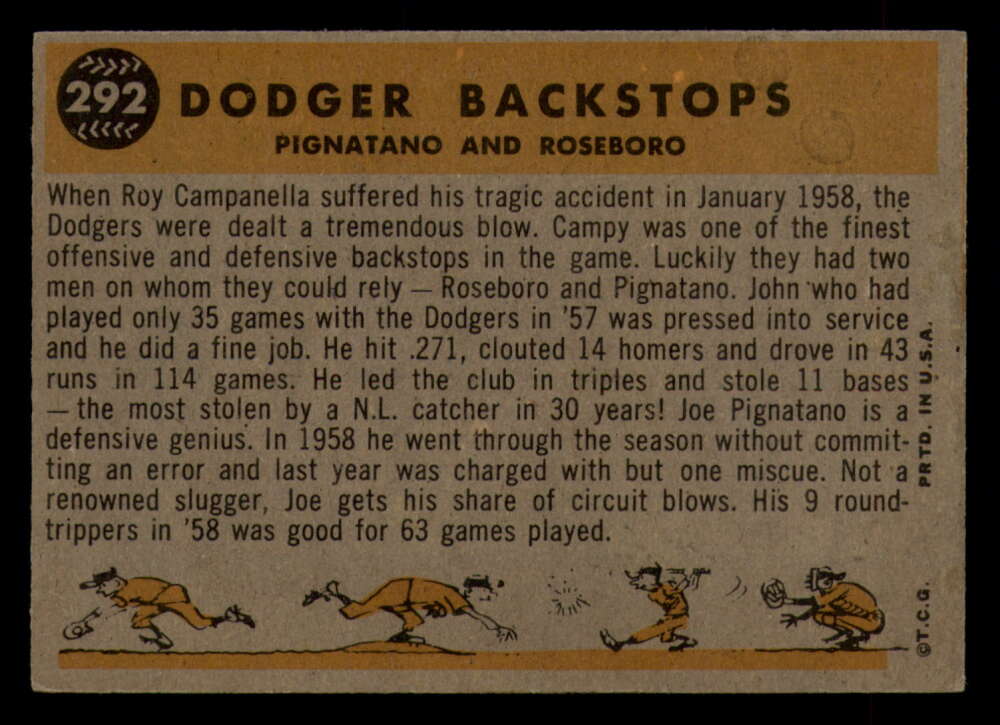 292 DODGER BACKSTOPS
PIGNATANO AND ROSEBORO
When Roy Campanella suffered his tragic accident in January 1958, the
Dodgers were dealt a tremendous blow. Campy was one of the finest
offensive and defensive backstops in the game. Luckily they had two
men on whom they could rely — Roseboro and Pignatano. John who had
played only 35 games with the Dodgers in '57 was pressed into service
and he did a fine job. He hit .271, clouted 14 homers and drove in 43
runs in 114 games. He led the club in triples and stole 11 bases
— the most stolen by a N.L. catcher in 30 years! Joe Pignatano is a
defensive genius. In 1958 he went through the season without commit-
ting an error and last year was charged with but one miscue. Not a
renowned slugger, Joe gets his share of circuit blows. His 9 round-
trippers in '58 was good for 63 games played.
PRTD. IN U.S.A.
©T.C.G.